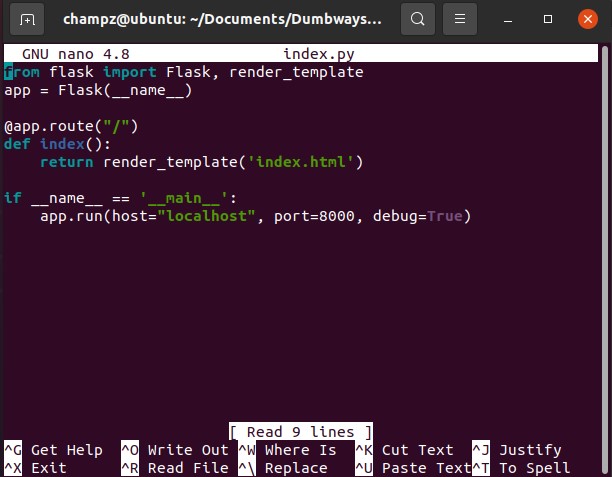 champz@ubuntu: ~/Documents/Dumbways...
GNU nano 4.8 index.py
from flask import Flask, render_template
app = Flask(__name__)
@app.route("/")
def index():
    return render_template('index.html')
if __name__ == '__main__':
    app.run(host="localhost", port=8000, debug=True)
[ Read 9 lines ]
^G Get Help ^O Write Out ^W Where Is ^K Cut Text ^J Justify
^X Exit ^R Read File ^\ Replace ^U Paste Text ^T To Spell